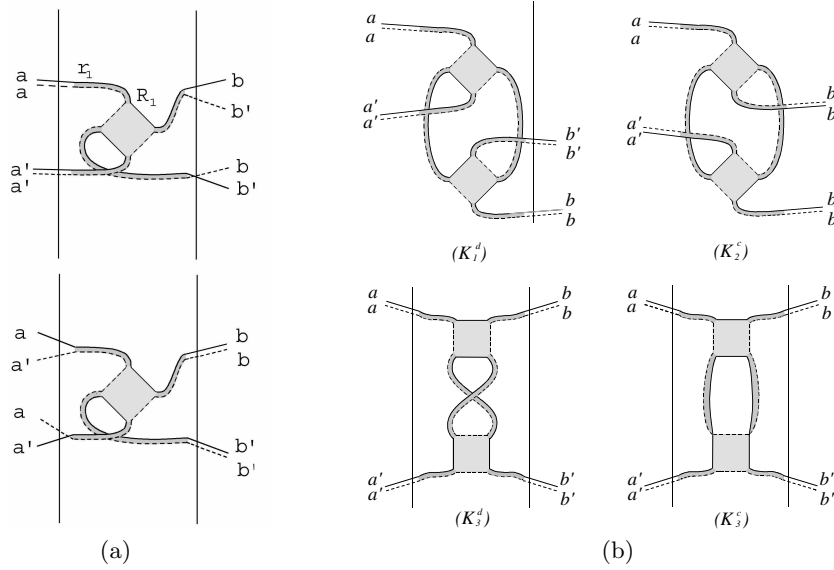 a r₁ R₁ b
a b'
a' b
a' b'
a b
a' b
a b'
a' b'
(a)
a a
a a
a' b
a' b
b' a'
b' a'
b b
b b
(K₁ᵈ) (K₂ᶜ)
a b a b
a b a b
a' b' a' b'
a' b' a' b'
(K₃ᵈ) (K₃ᶜ)
(b)